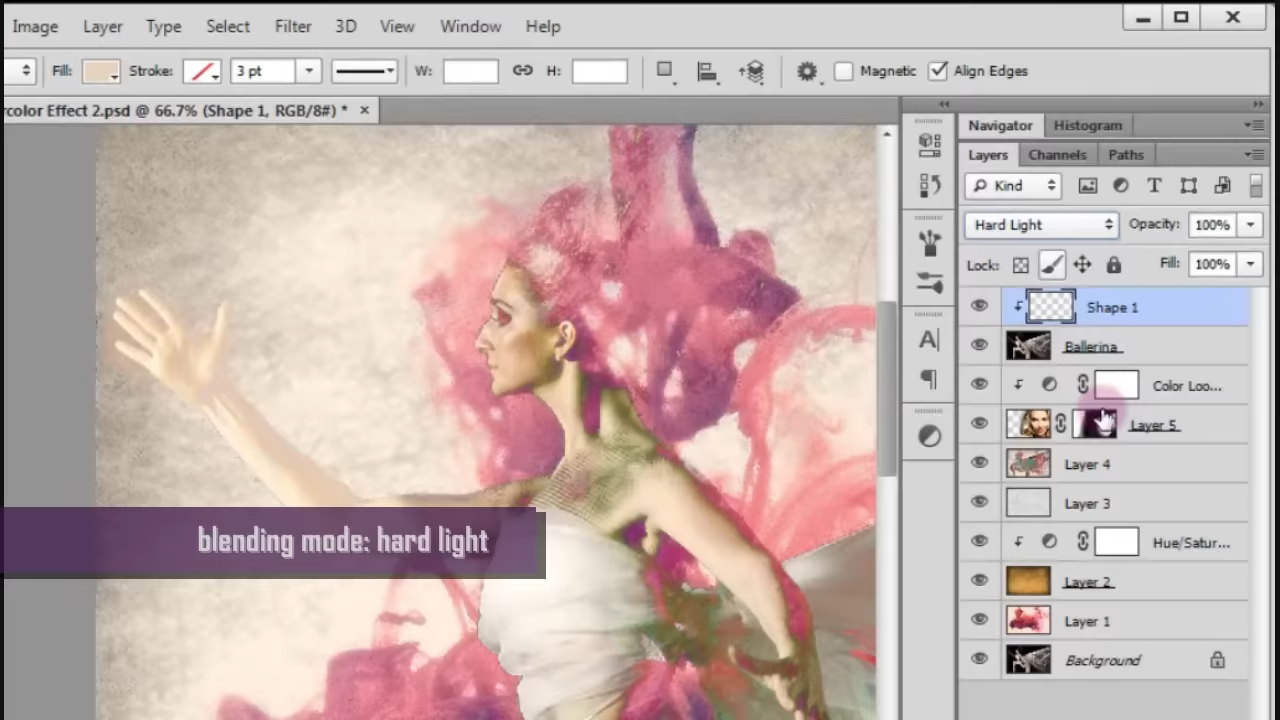 Image Layer Type Select Filter 3D View Window Help
Fill: Stroke: 3 pt W: H: Magnetic Align Edges
rcolor Effect 2.psd @ 66.7% (Shape 1, RGB/8#) * ×
Navigator Histogram
Layers Channels Paths
Kind
Hard Light Opacity: 100%
Lock: Fill: 100%
Shape 1
Ballerina
Color Loo...
Layer 5
Layer 4
Layer 3
Hue/Satur...
Layer 2
Layer 1
Background
blending mode: hard light